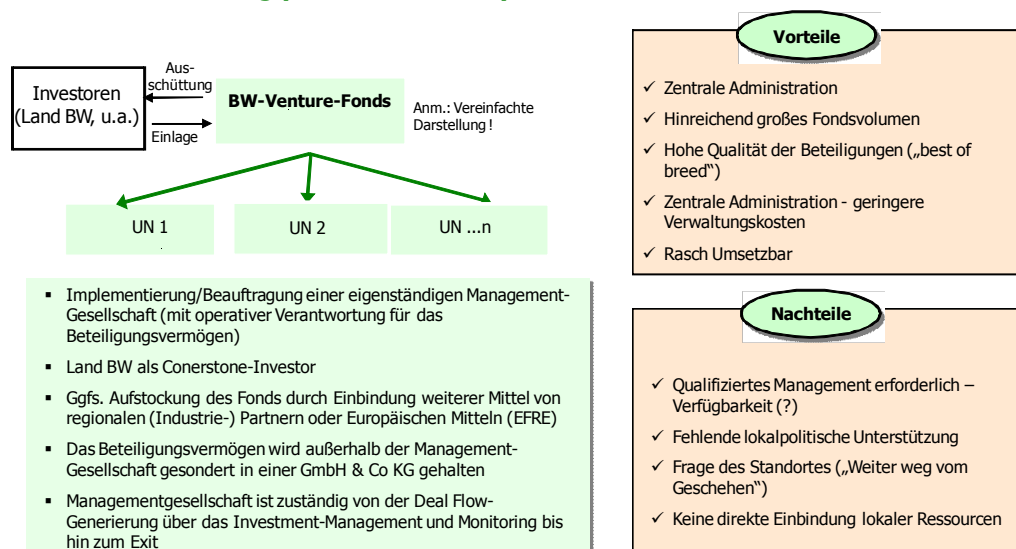 Investoren
(Land BW, u.a.)
Aus-
schüttung
Einlage
BW-Venture-Fonds
Anm.: Vereinfachte
Darstellung !
UN 1
UN 2
UN ...n
▪ Implementierung/Beauftragung einer eigenständigen Management-
Gesellschaft (mit operativer Verantwortung für das
Beteiligungsvermögen)
▪ Land BW als Conerstone-Investor
▪ Ggfs. Aufstockung des Fonds durch Einbindung weiterer Mittel von
regionalen (Industrie-) Partnern oder Europäischen Mitteln (EFRE)
▪ Das Beteiligungsvermögen wird außerhalb der Management-
Gesellschaft gesondert in einer GmbH & Co KG gehalten
▪ Managementgesellschaft ist zuständig von der Deal Flow-
Generierung über das Investment-Management und Monitoring bis
hin zum Exit
Vorteile
✓ Zentrale Administration
✓ Hinreichend großes Fondsvolumen
✓ Hohe Qualität der Beteiligungen („best of
breed“)
✓ Zentrale Administration - geringere
Verwaltungskosten
✓ Rasch Umsetzbar
Nachteile
✓ Qualifiziertes Management erforderlich –
Verfügbarkeit (?)
✓ Fehlende lokalpolitische Unterstützung
✓ Frage des Standortes („Weiter weg vom
Geschehen“)
✓ Keine direkte Einbindung lokaler Ressourcen